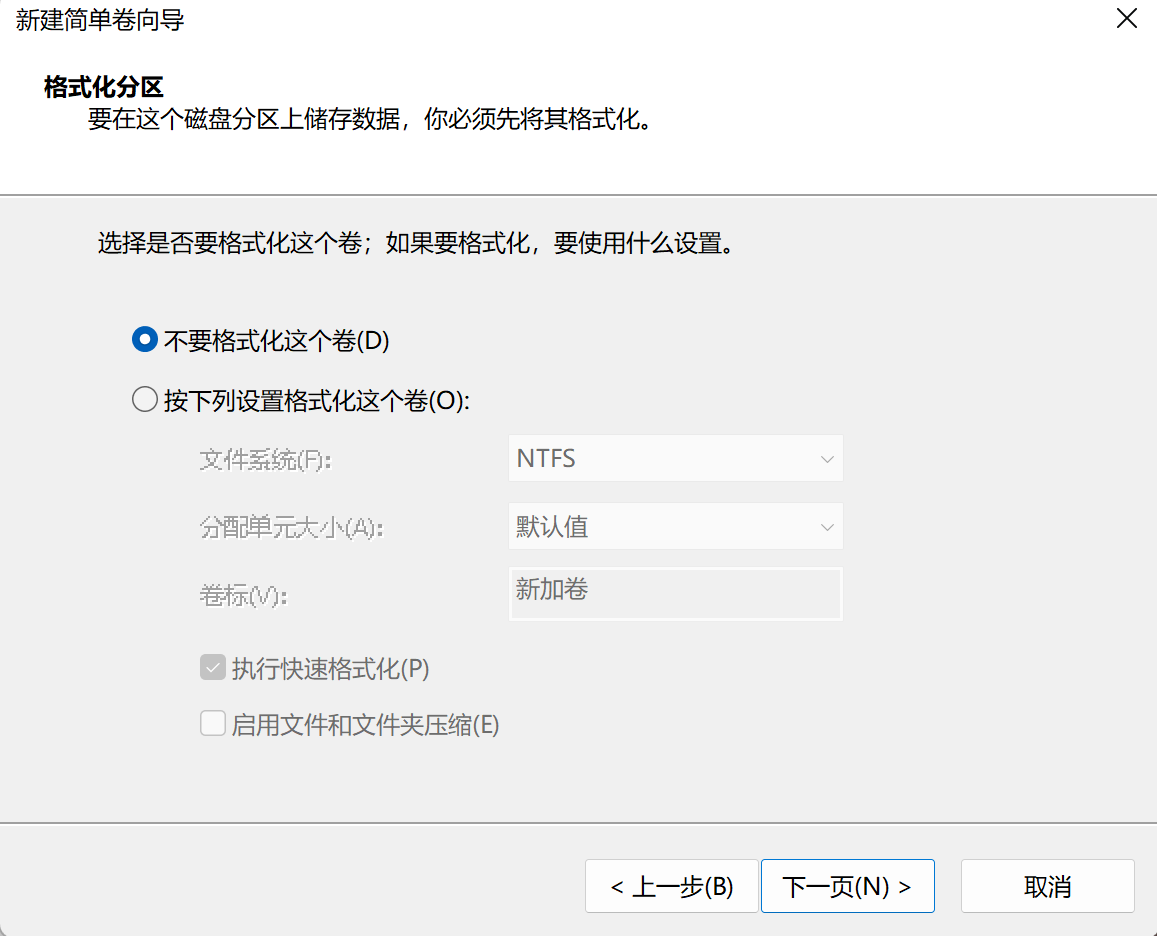 新建简单卷向导
格式化分区
要在这个磁盘分区上储存数据，你必须先将其格式化。
选择是否要格式化这个卷；如果要格式化，要使用什么设置。
不要格式化这个卷(D)
按下列设置格式化这个卷(O):
文件系统(F): NTFS
分配单元大小(A): 默认值
卷标(V): 新加卷
执行快速格式化(P)
启用文件和文件夹压缩(E)
< 上一步(B) 下一页(N) > 取消